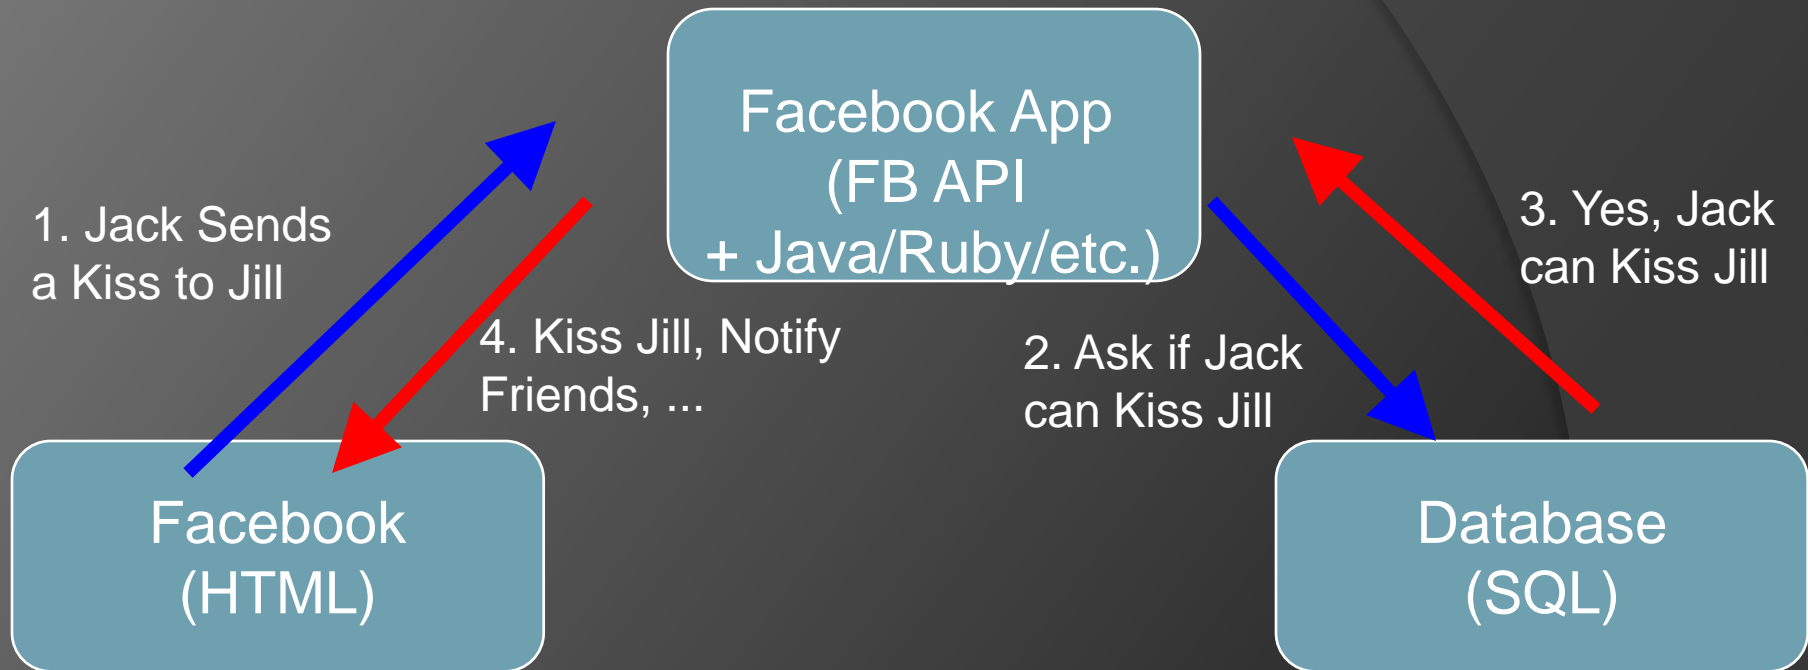 Facebook App
(FB API
+ Java/Ruby/etc.)
1. Jack Sends
a Kiss to Jill
4. Kiss Jill, Notify
Friends, ...
2. Ask if Jack
can Kiss Jill
3. Yes, Jack
can Kiss Jill
Facebook
(HTML)
Database
(SQL)